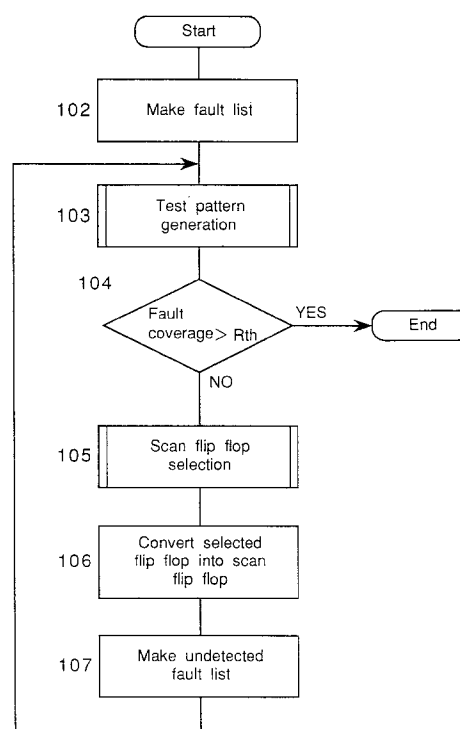 Start
102
Make fault list
103
Test pattern
generation
104
Fault
coverage> Rth
YES
End
NO
105
Scan flip flop
selection
106
Convert selected
flip flop into scan
flip flop
107
Make undetected
fault list